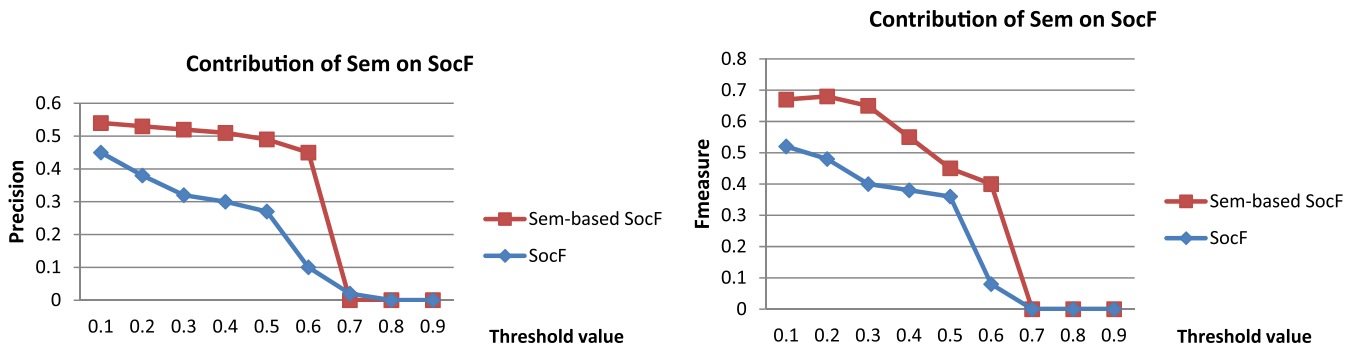 Contribution of Sem on SocF
Precision
0.6
0.5
0.4
0.3
0.2
0.1
0
0.1 0.2 0.3 0.4 0.5 0.6 0.7 0.8 0.9
Threshold value
Sem-based SocF
SocF
Contribution of Sem on SocF
Fmeasure
0.8
0.7
0.6
0.5
0.4
0.3
0.2
0.1
0
0.1 0.2 0.3 0.4 0.5 0.6 0.7 0.8 0.9
Threshold value
Sem-based SocF
SocF